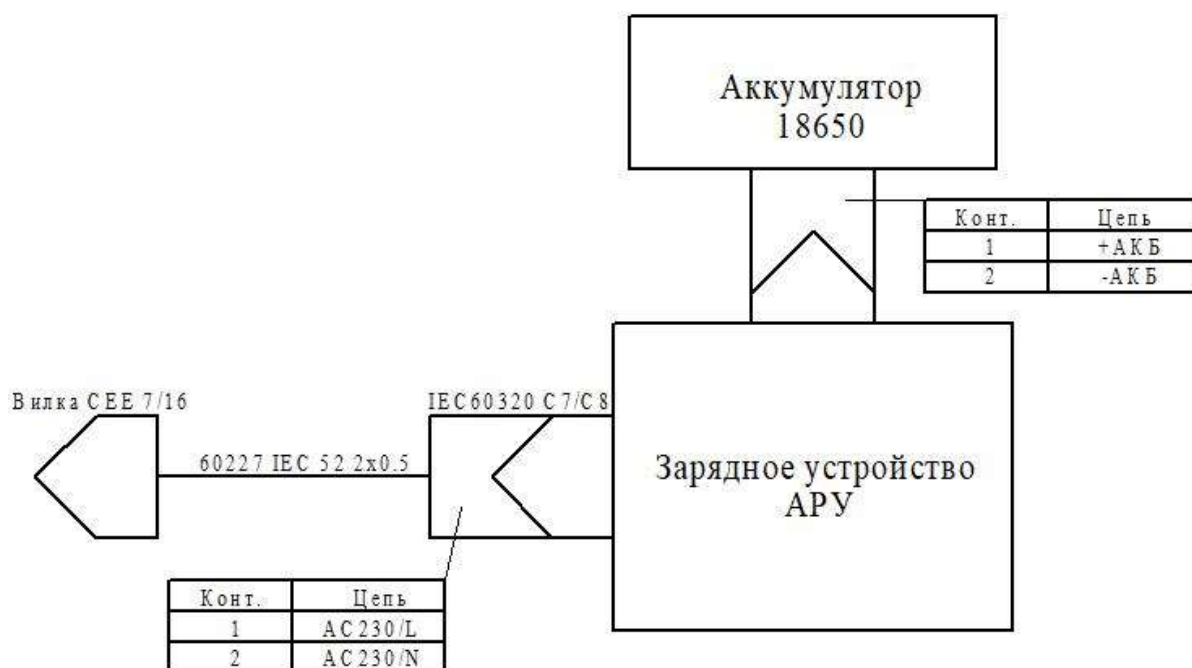 Аккумулятор
18650
Конт. Цепь
1 +АКБ
2 -АКБ
Вилка CEE 7/16
IEC60320 C7/C8
60227 IEC 52 2x0.5
Зарядное устройство
АРУ
Конт. Цепь
1 AC230/L
2 AC230/N